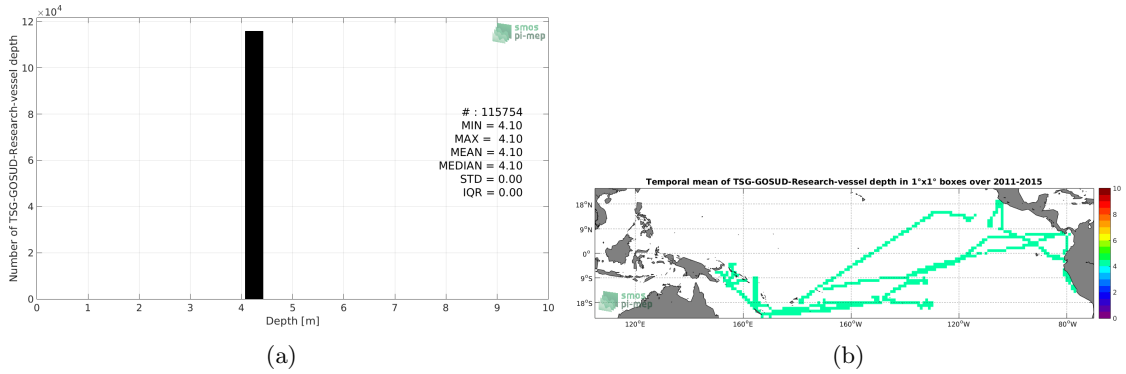 ×10⁴
12
10
8
6
4
2
0
Number of TSG-GOSUD-Research-vessel depth
0 1 2 3 4 5 6 7 8 9 10
Depth [m]
smos
pi-mep
# : 115754
MIN = 4.10
MAX = 4.10
MEAN = 4.10
MEDIAN = 4.10
STD = 0.00
IQR = 0.00
(a)
Temporal mean of TSG-GOSUD-Research-vessel depth in 1°x1° boxes over 2011-2015
18°N
9°N
0°
9°S
18°S
120°E 160°E 160°W 120°W 80°W
smos
pi-mep
10
8
6
4
2
0
(b)